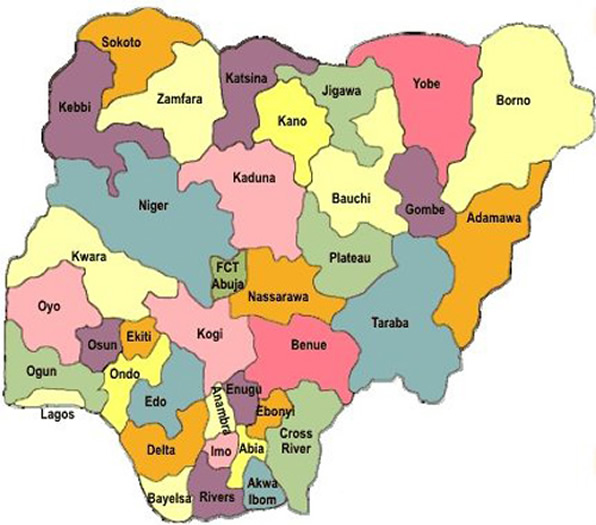 Sokoto
Katsina
Kebbi
Zamfara
Jigawa
Yobe
Borno
Kano
Kaduna
Bauchi
Gombe
Niger
Adamawa
Kwara
FCT
Abuja
Plateau
Nassarawa
Oyo
Taraba
Kogi
Osun
Ekiti
Benue
Ogun
Ondo
Edo
Enugu
Anambra
Lagos
Ebonyi
Cross
River
Delta
Imo
Abia
Bayelsa
Rivers
Akwa
Ibom